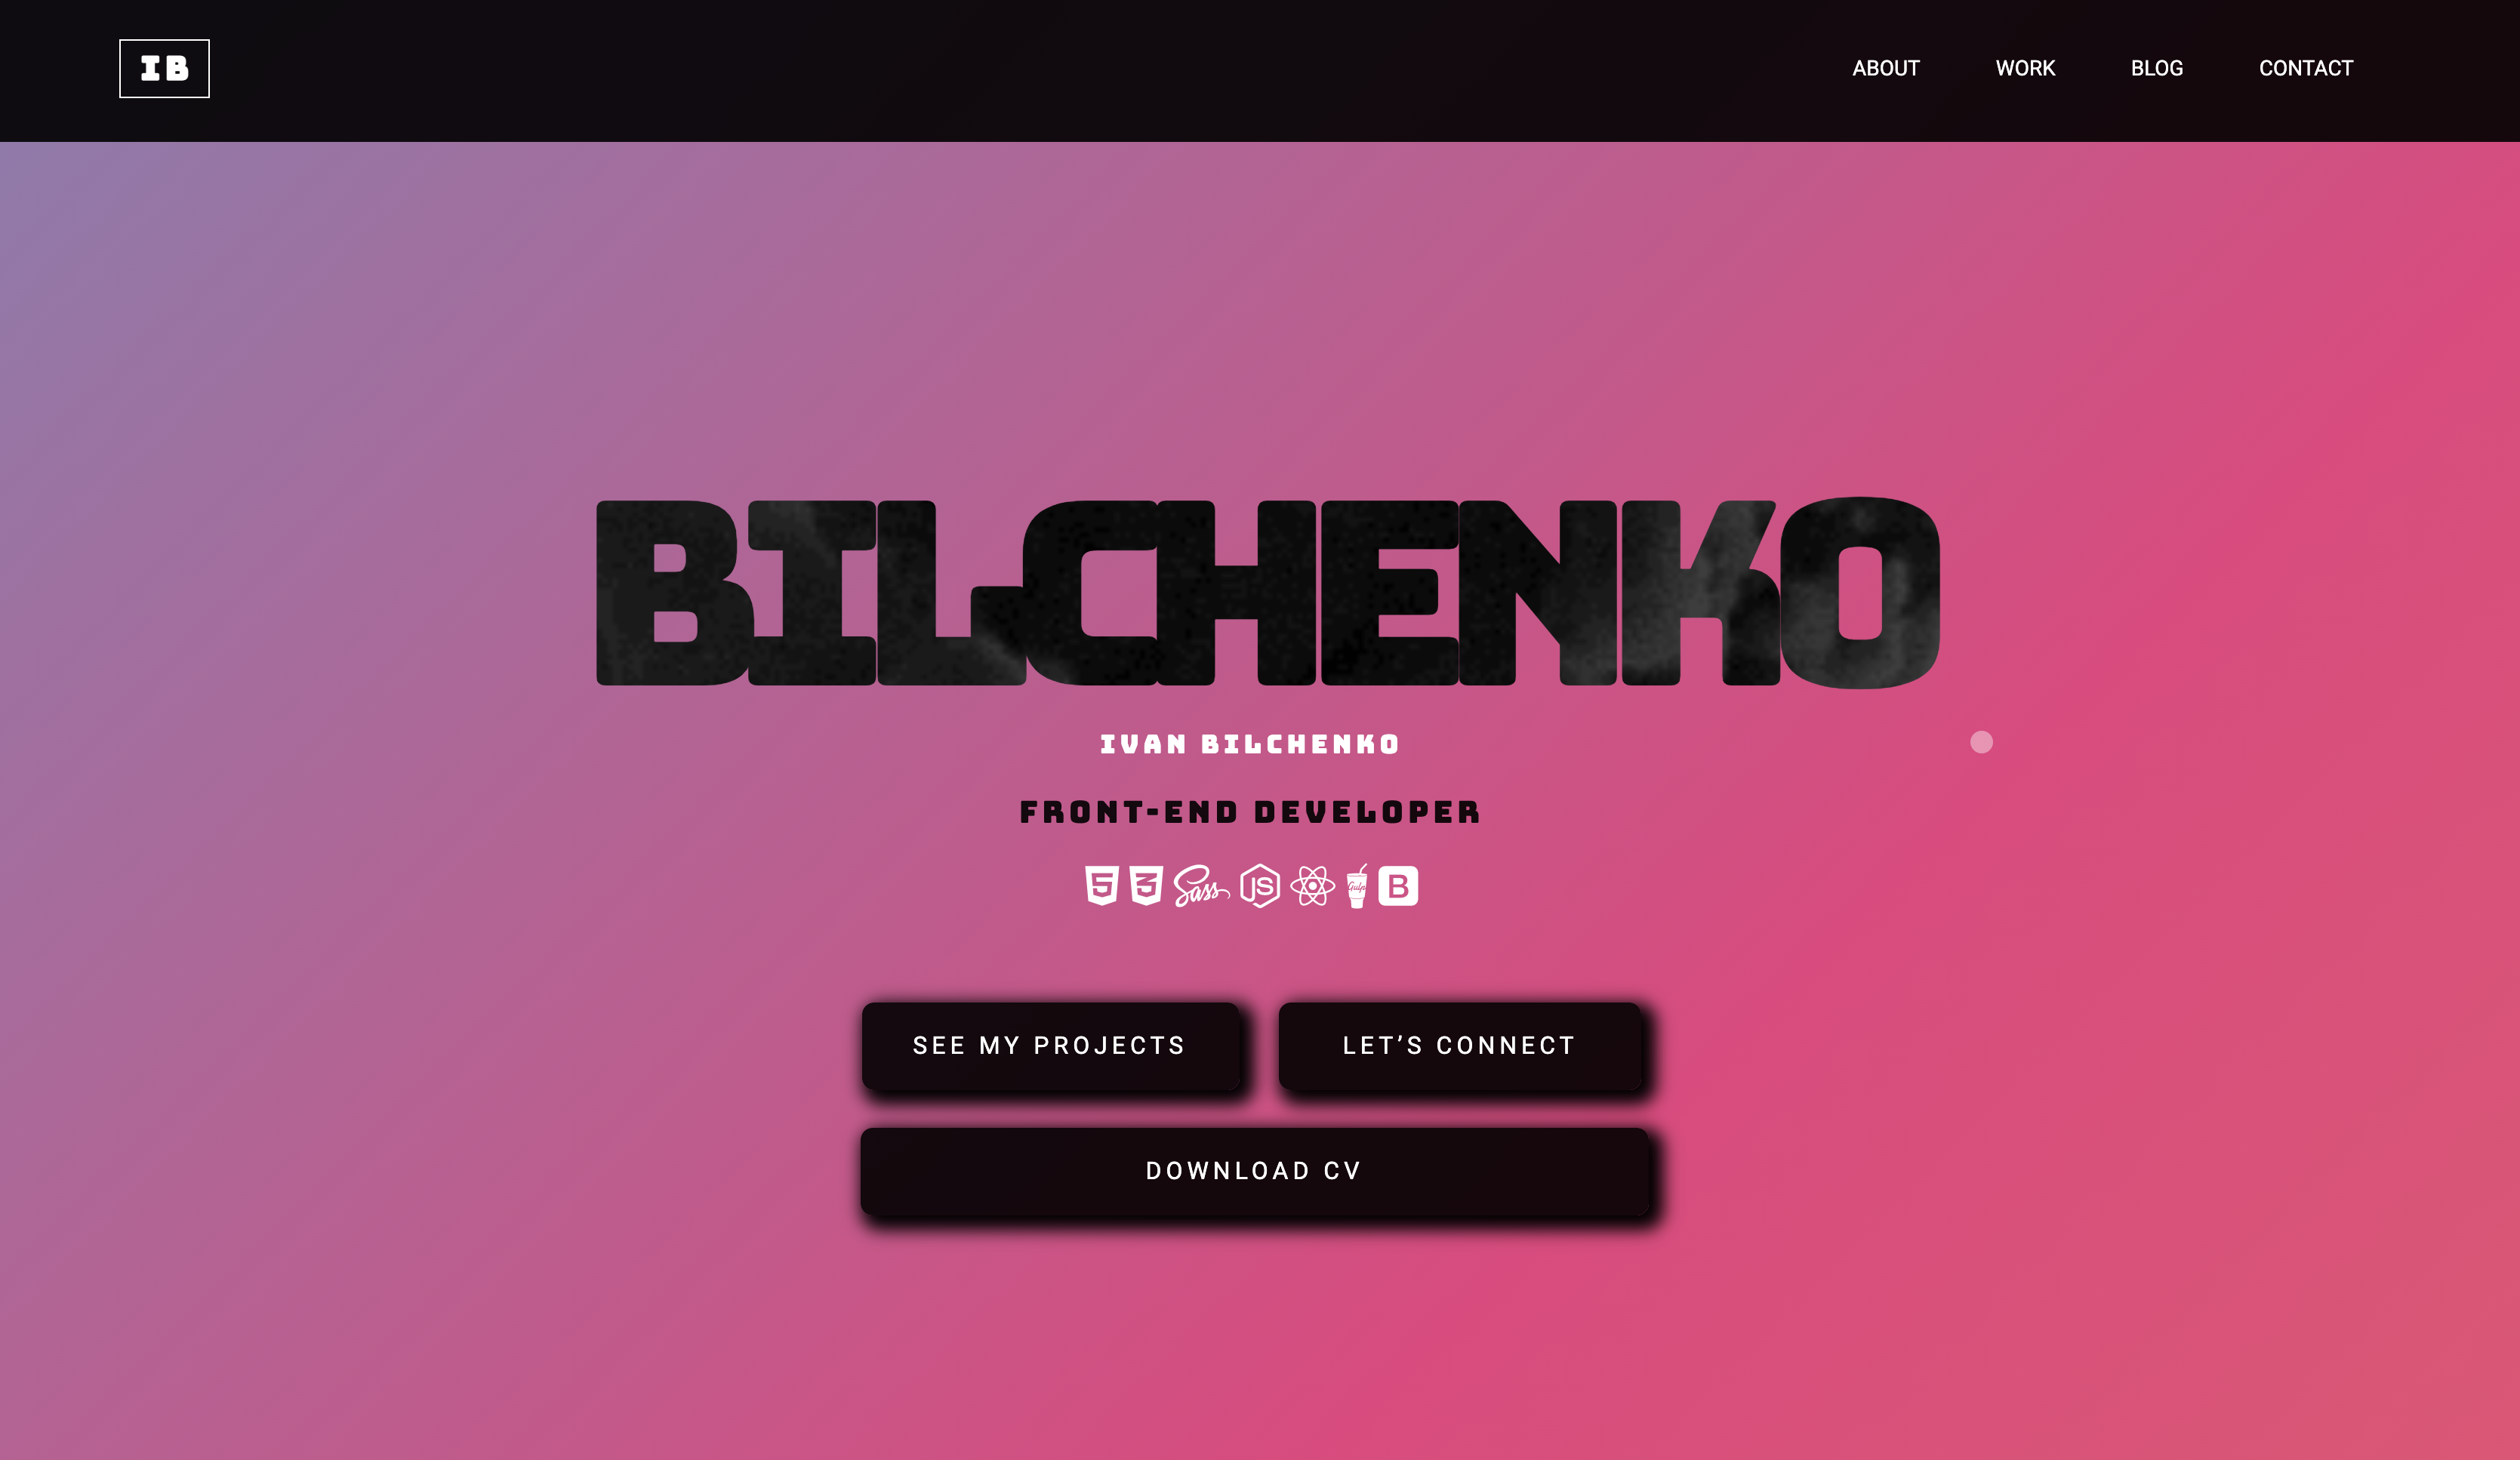 IB
ABOUT WORK BLOG CONTACT
BILCHENKO
IVAN BILCHENKO
FRONT-END DEVELOPER
5 3 Sass JS Gulp B
SEE MY PROJECTS
LET’S CONNECT
DOWNLOAD CV